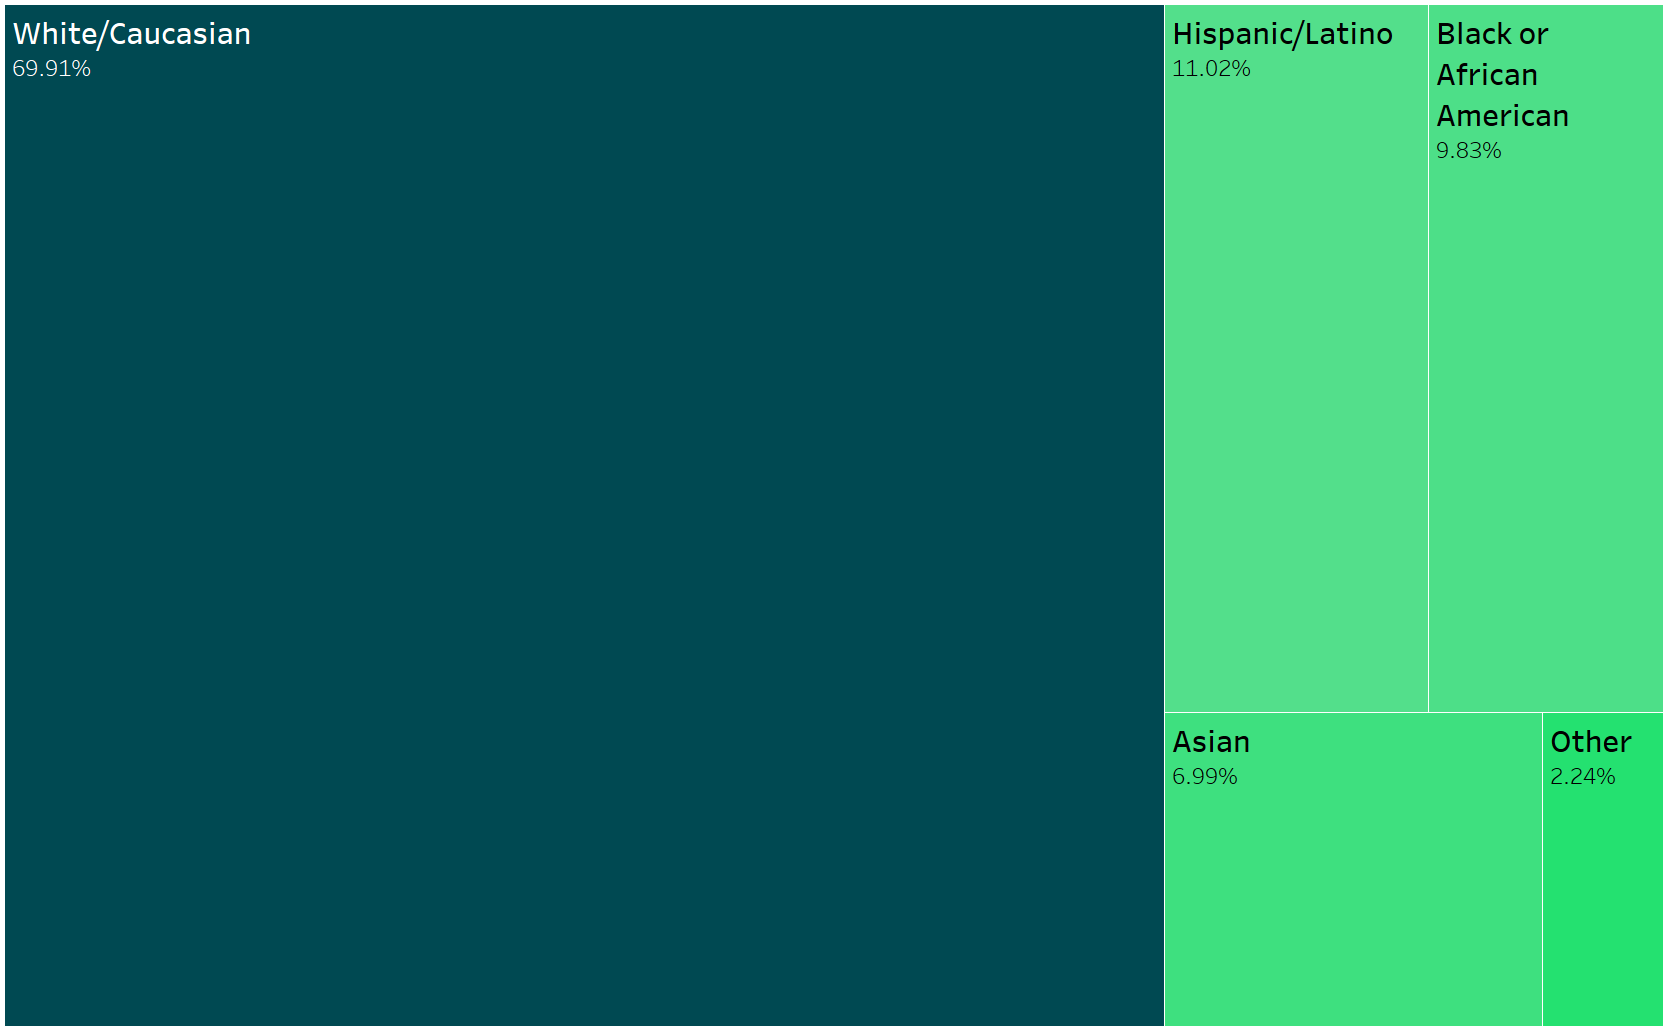 White/Caucasian
69.91%
Hispanic/Latino
11.02%
Black or
African
American
9.83%
Asian
6.99%
Other
2.24%